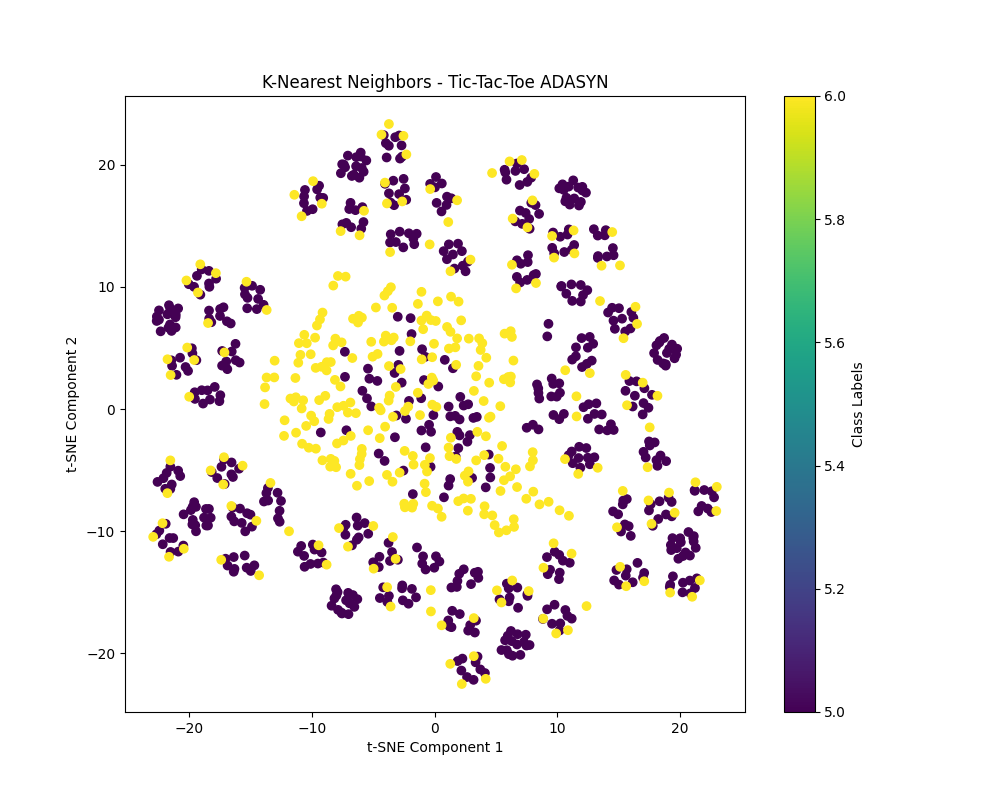 K-Nearest Neighbors - Tic-Tac-Toe ADASYN
6.0
5.8
5.6
5.4
5.2
5.0
Class Labels
20
10
0
−10
−20
t-SNE Component 2
−20 −10 0 10 20
t-SNE Component 1